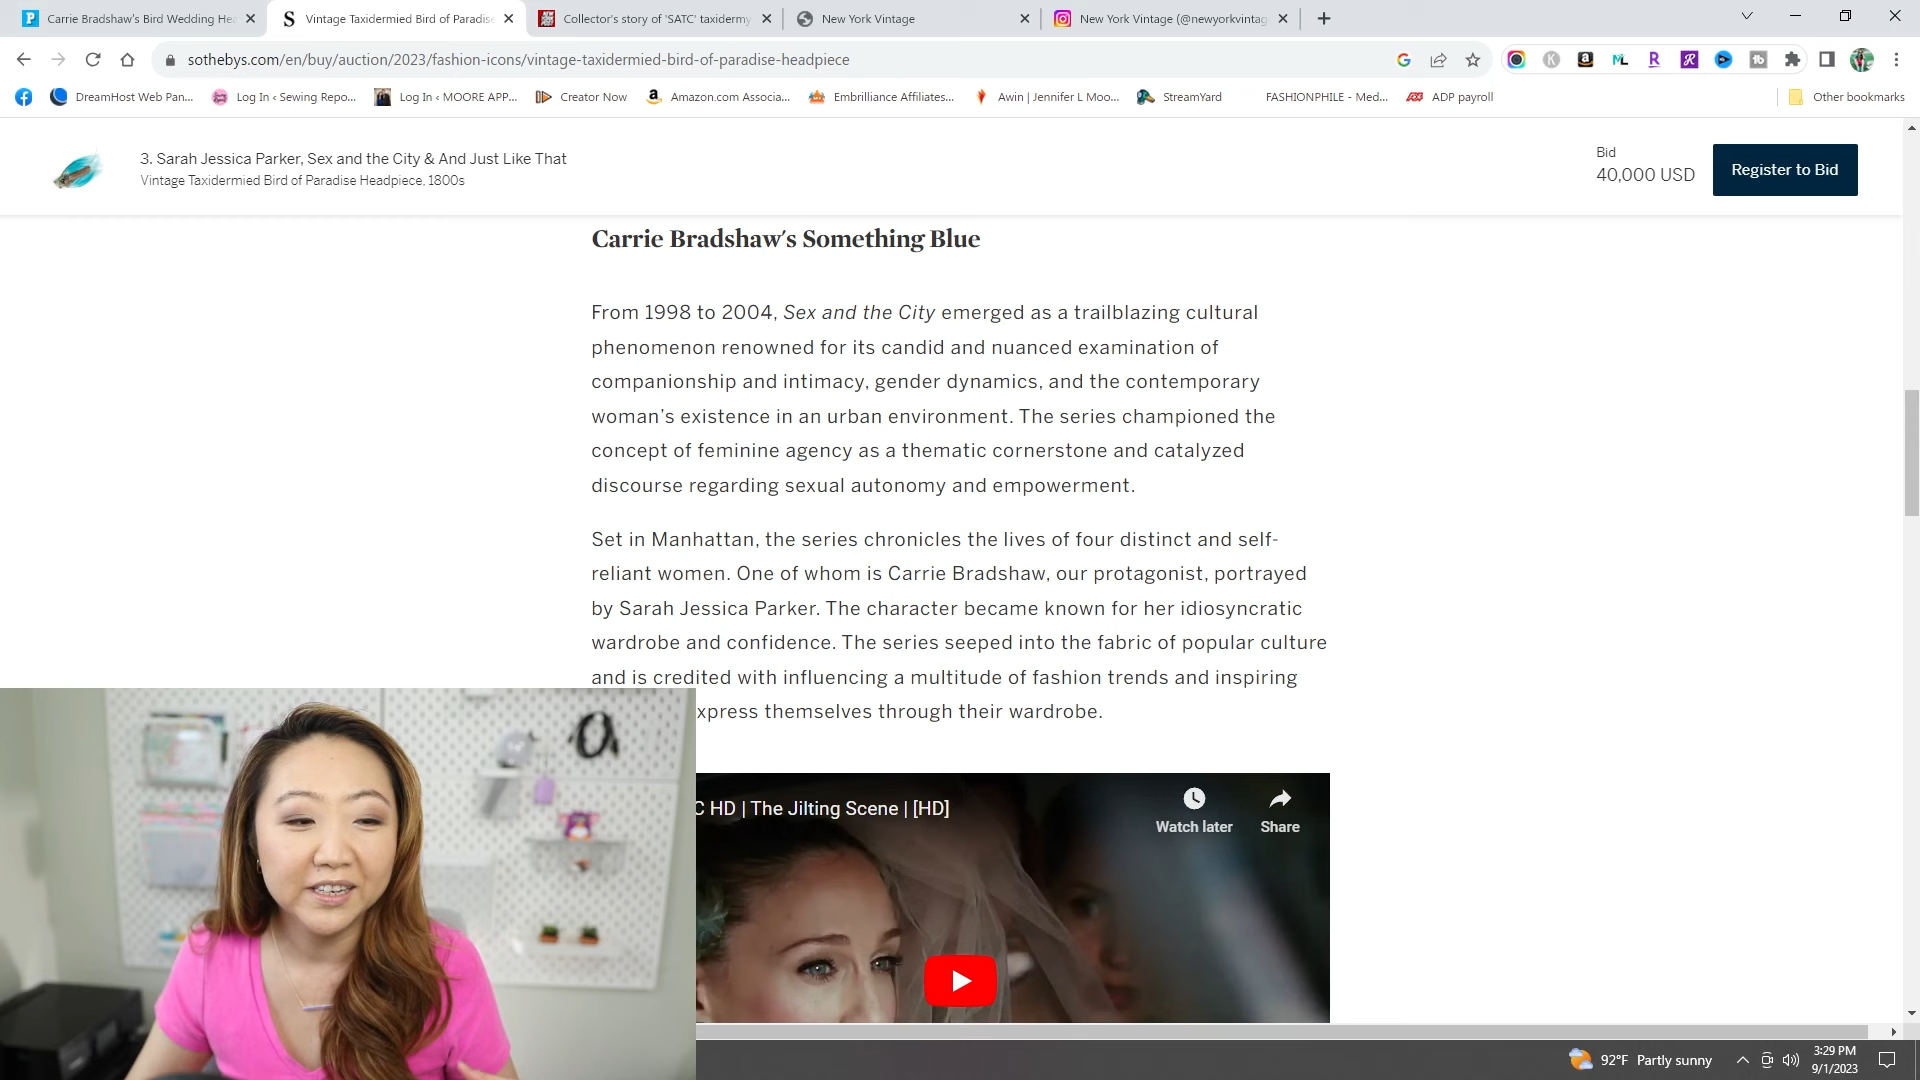 Carrie Bradshaw's Bird Wedding He
Vintage Taxidermied Bird of Paradis
Collector's story of 'SATC' taxidermy
New York Vintage
New York Vintage (@newyorkvintag
sothebys.com/en/buy/auction/2023/fashion-icons/vintage-taxidermied-bird-of-paradise-headpiece
DreamHost Web Pan...
Log In ‹ Sewing Repo...
Log In ‹ MOORE APP...
Creator Now
Amazon.com Associa...
Embrilliance Affiliates...
Awin | Jennifer L Moo...
StreamYard
FASHIONPHILE - Med...
ADP payroll
Other bookmarks
3. Sarah Jessica Parker, Sex and the City & And Just Like That
Vintage Taxidermied Bird of Paradise Headpiece, 1800s
Bid
40,000 USD
Register to Bid
Carrie Bradshaw's Something Blue
From 1998 to 2004, Sex and the City emerged as a trailblazing cultural
phenomenon renowned for its candid and nuanced examination of
companionship and intimacy, gender dynamics, and the contemporary
woman's existence in an urban environment. The series championed the
concept of feminine agency as a thematic cornerstone and catalyzed
discourse regarding sexual autonomy and empowerment.
Set in Manhattan, the series chronicles the lives of four distinct and self-
reliant women. One of whom is Carrie Bradshaw, our protagonist, portrayed
by Sarah Jessica Parker. The character became known for her idiosyncratic
wardrobe and confidence. The series seeped into the fabric of popular culture
and is credited with influencing a multitude of fashion trends and inspiring
xpress themselves through their wardrobe.
C HD | The Jilting Scene | [HD]
Watch later
Share
92°F Partly sunny
3:29 PM
9/1/2023